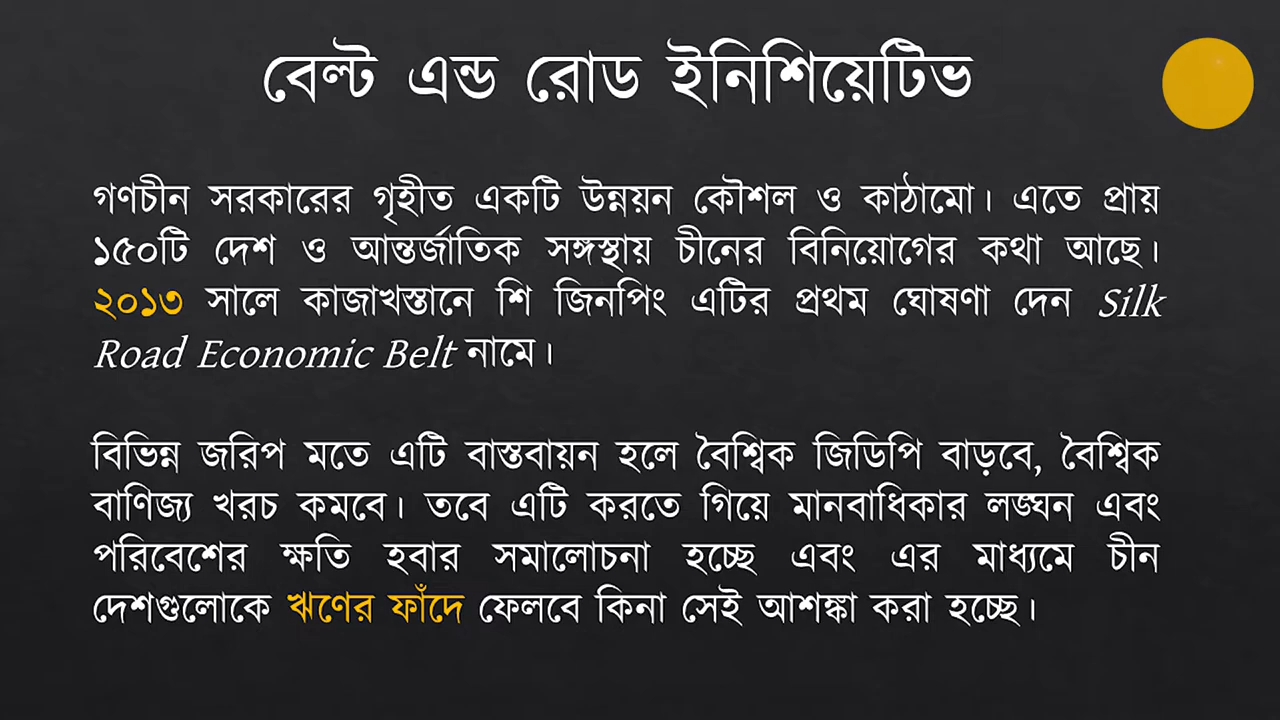 বেল্ট এন্ড রোড ইনিশিয়েটিভ
গণচীন সরকারের গৃহীত একটি উন্নয়ন কৌশল ও কাঠামো। এতে প্রায়
১৫০টি দেশ ও আন্তর্জাতিক সঙ্গস্থায় চীনের বিনিয়োগের কথা আছে।
২০১৩ সালে কাজাখস্তানে শি জিনপিং এটির প্রথম ঘোষণা দেন Silk
Road Economic Belt নামে।
বিভিন্ন জরিপ মতে এটি বাস্তবায়ন হলে বৈশ্বিক জিডিপি বাড়বে, বৈশ্বিক
বাণিজ্য খরচ কমবে। তবে এটি করতে গিয়ে মানবাধিকার লঙ্ঘন এবং
পরিবেশের ক্ষতি হবার সমালোচনা হচ্ছে এবং এর মাধ্যমে চীন
দেশগুলোকে ঋণের ফাঁদে ফেলবে কিনা সেই আশঙ্কা করা হচ্ছে।